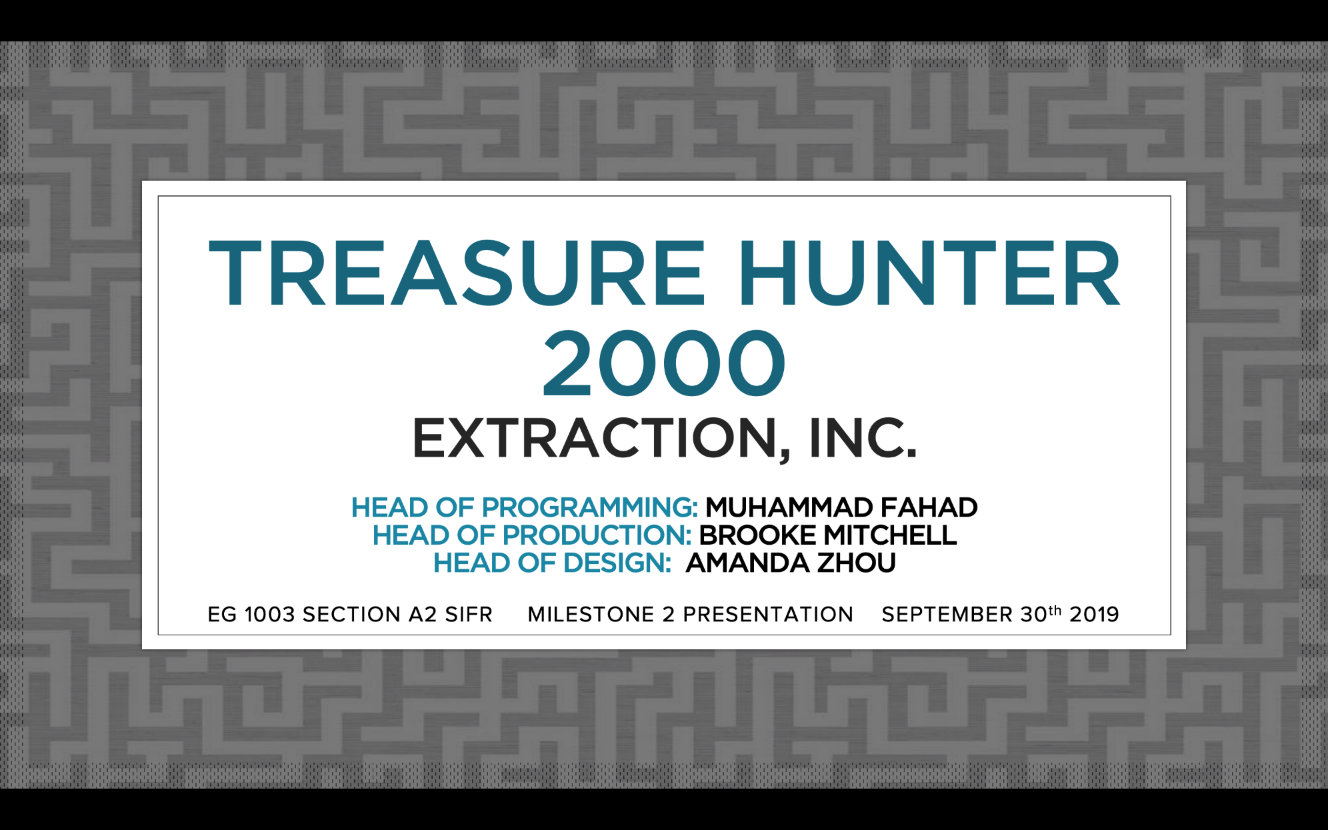 TREASURE HUNTER
2000
EXTRACTION, INC.
HEAD OF PROGRAMMING: MUHAMMAD FAHAD
HEAD OF PRODUCTION: BROOKE MITCHELL
HEAD OF DESIGN: AMANDA ZHOU
EG 1003 SECTION A2 SIFR MILESTONE 2 PRESENTATION SEPTEMBER 30th 2019